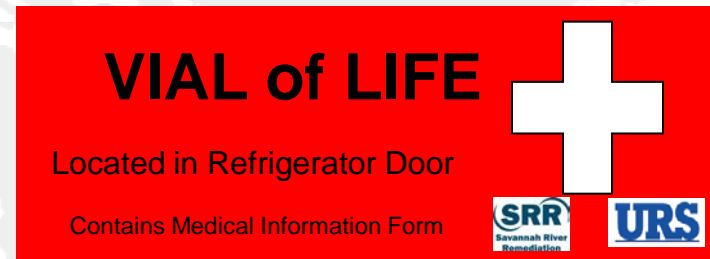 VIAL of LIFE
Located in Refrigerator Door
Contains Medical Information Form
SRR
Savannah River
Remediation
URS